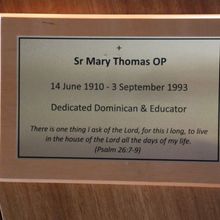 +
Sr Mary Thomas OP
14 June 1910 - 3 September 1993
Dedicated Dominican & Educator
There is one thing I ask of the Lord, for this I long, to live
in the house of the Lord all the days of my life.
(Psalm 26:7-9)